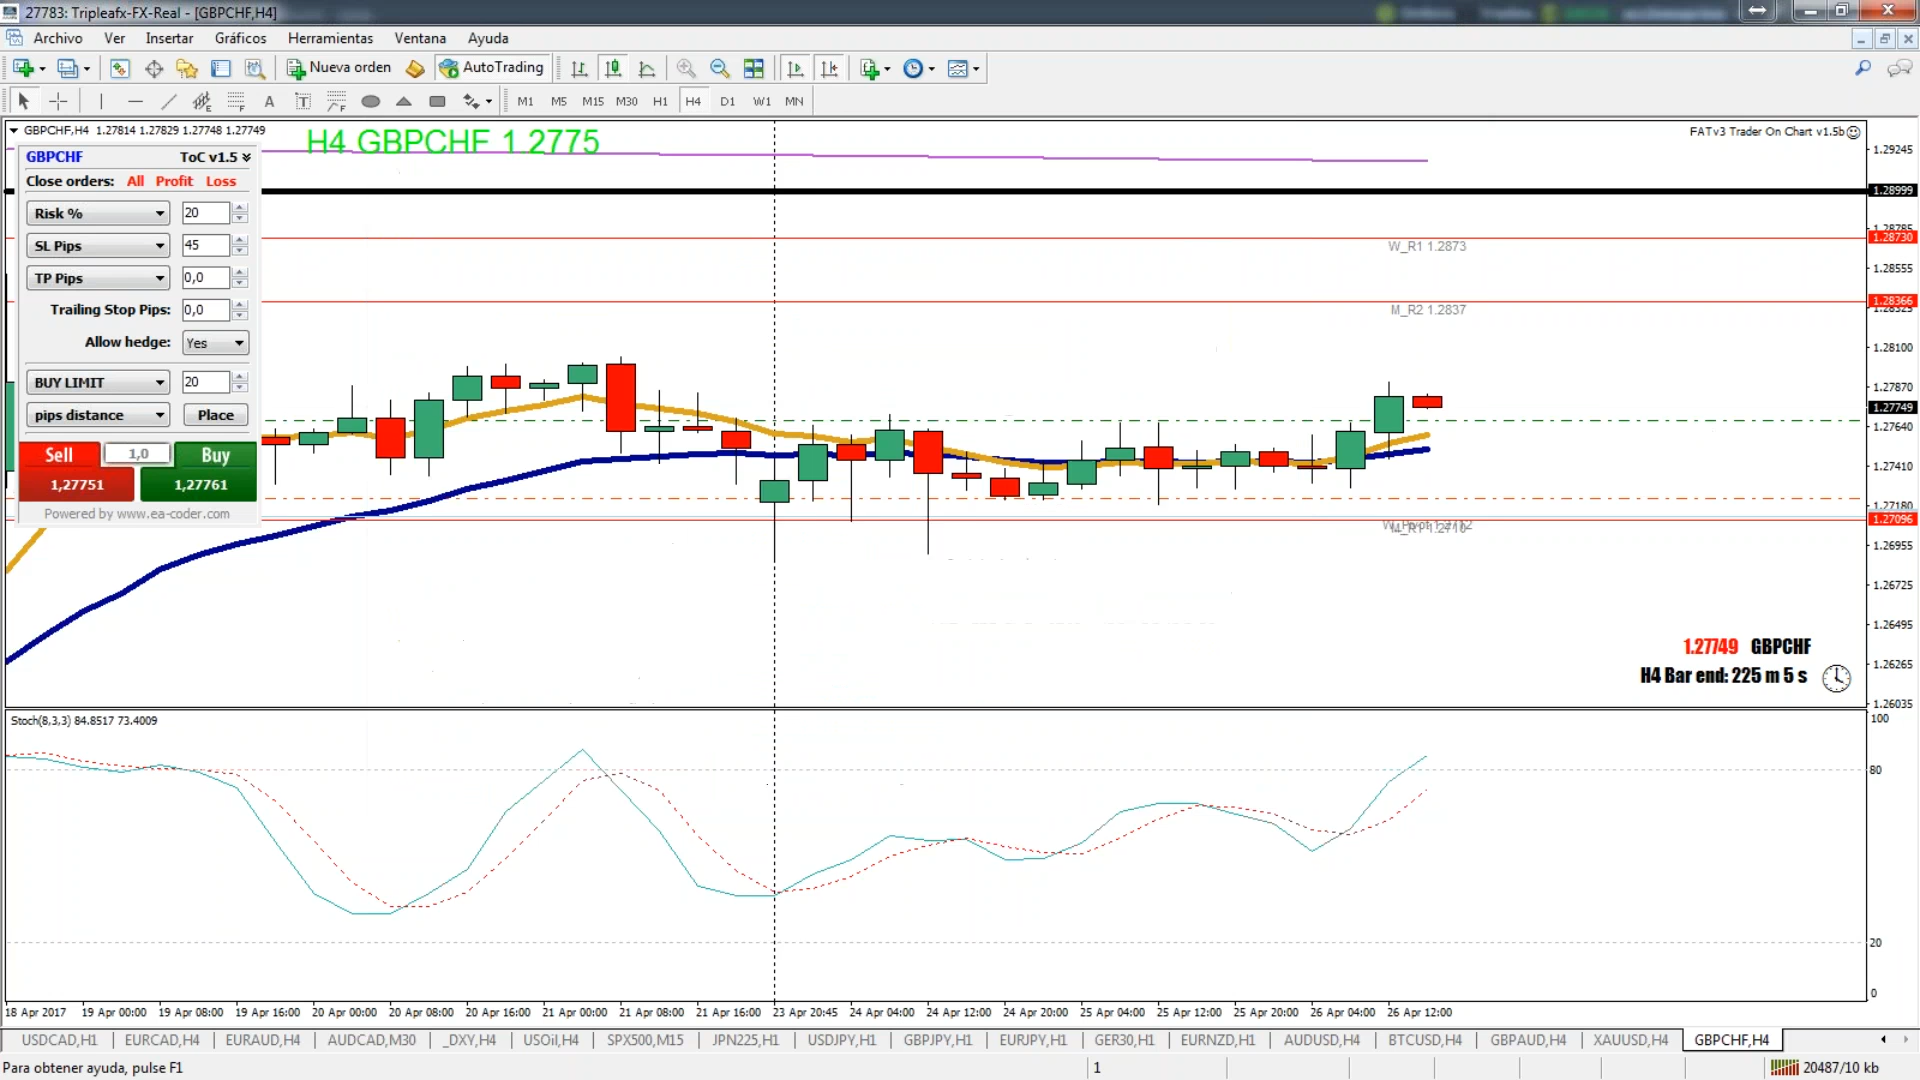 27783: Tripleafx-FX-Real - [GBPCHF,H4]
Archivo Ver Insertar Gráficos Herramientas Ventana Ayuda
Nueva orden AutoTrading
A T E F F M1 M5 M15 M30 H1 H4 D1 W1 MN
GBPCHF,H4 1.27814 1.27829 1.27748 1.27749
H4 GBPCHF 1.2775
FATv3 Trader On Chart v1.5b
GBPCHF ToC v1.5
Close orders: All Profit Loss
Risk % 20
SL Pips 45
TP Pips 0,0
Trailing Stop Pips: 0,0
Allow hedge: Yes
BUY LIMIT 20
pips distance Place
Sell 1,0 Buy
1,27751 1,27761
Powered by www.ea-coder.com
W_R1 1.2873
M_R2 1.2837
1.29245
1.28999
1.28785
1.28730
1.28555
1.28366
1.28325
1.28100
1.27870
1.27749
1.27640
1.27410
1.27180
1.27096
1.26955
1.26725
1.26495
1.26265
1.26035
1.27749 GBPCHF
H4 Bar end: 225 m 5 s
Stoch(8,3,3) 84.8517 73.4009
100
80
20
0
18 Apr 2017 19 Apr 00:00 19 Apr 08:00 19 Apr 16:00 20 Apr 00:00 20 Apr 08:00 20 Apr 16:00 21 Apr 00:00 21 Apr 08:00 21 Apr 16:00 23 Apr 20:45 24 Apr 04:00 24 Apr 12:00 24 Apr 20:00 25 Apr 04:00 25 Apr 12:00 25 Apr 20:00 26 Apr 04:00 26 Apr 12:00
USDCAD,H1 EURCAD,H4 EURAUD,H4 AUDCAD,M30 _DXY,H4 USOil,H4 SPX500,M15 JPN225,H1 USDJPY,H1 GBPJPY,H1 EURJPY,H1 GER30,H1 EURNZD,H1 AUDUSD,H4 BTCUSD,H4 GBPAUD,H4 XAUUSD,H4 GBPCHF,H4
Para obtener ayuda, pulse F1 1 20487/10 kb